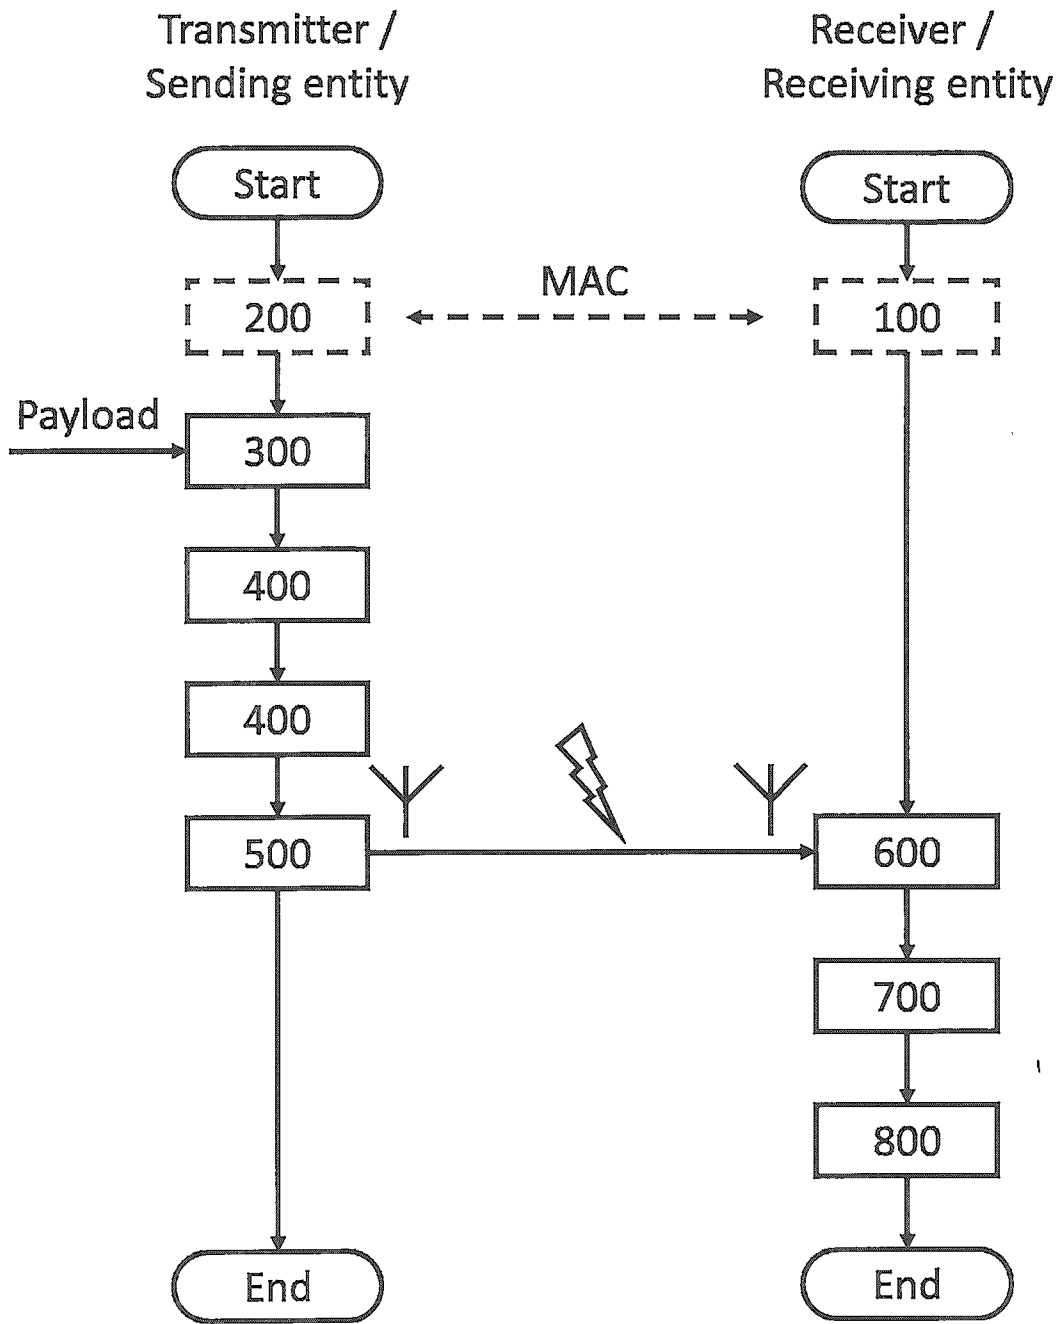 Transmitter /
Sending entity
Receiver /
Receiving entity
Start
Start
200
MAC
100
Payload
300
400
400
500
600
700
800
End
End